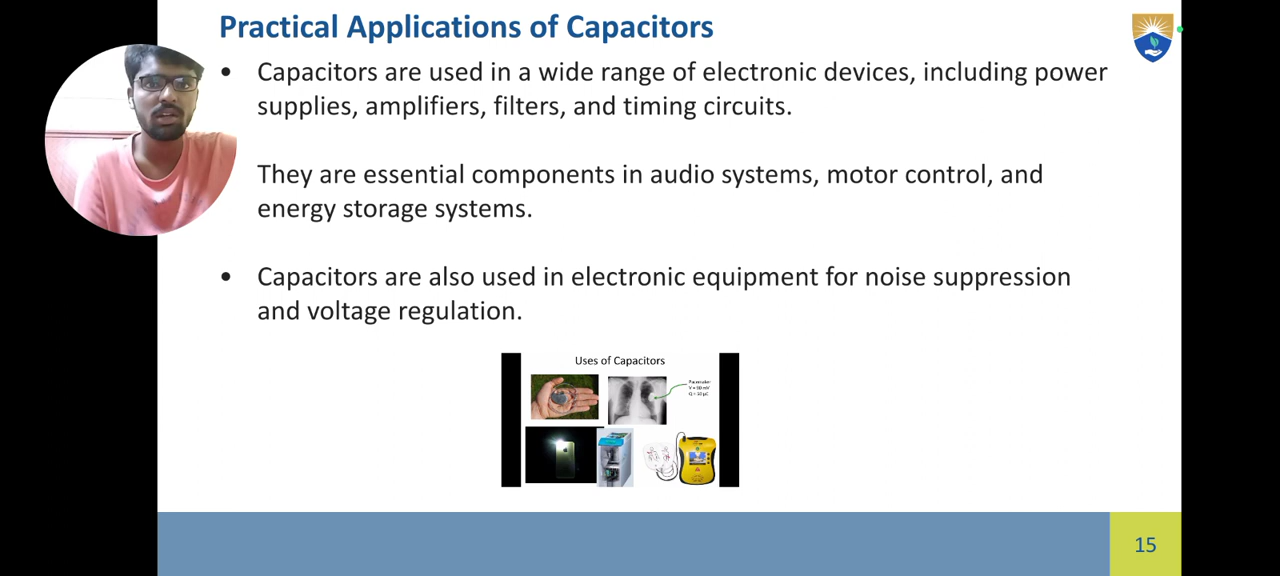 Practical Applications of Capacitors
• Capacitors are used in a wide range of electronic devices, including power
supplies, amplifiers, filters, and timing circuits.
They are essential components in audio systems, motor control, and
energy storage systems.
• Capacitors are also used in electronic equipment for noise suppression
and voltage regulation.
Uses of Capacitors
Pacemaker
15